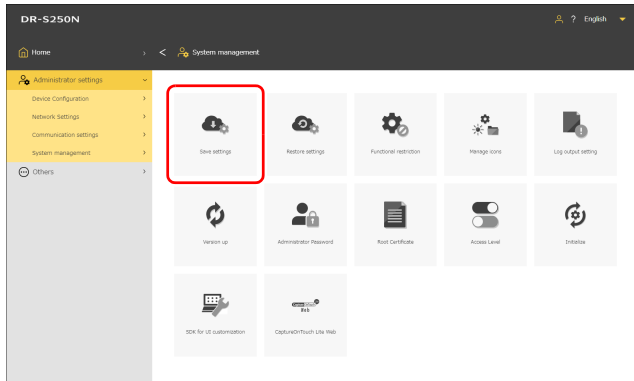 DR-S250N
? English
Home
< System management
Administrator settings
Device Configuration
Network Settings
Communication settings
System management
Others
Save settings
Restore settings
Functional restriction
Manage icons
Log output setting
Version up
Administrator Password
Root Certificate
Access Level
Initialize
SDK for UI customization
CaptureOnTouch Lite Web